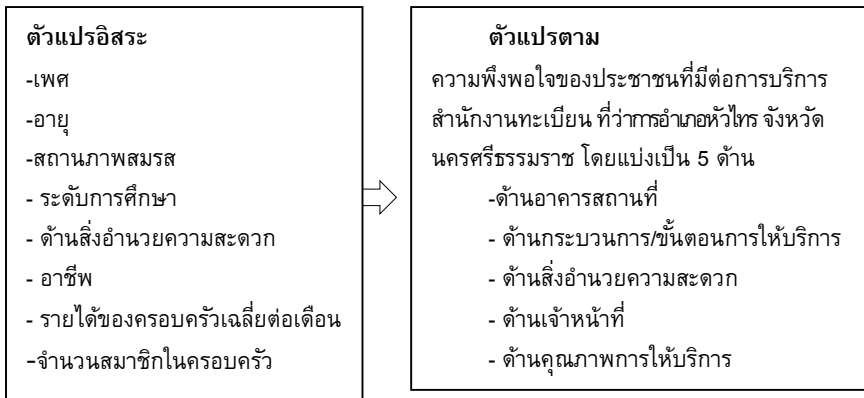 ตัวแปรอิสระ
-เพศ
-อายุ
-สถานภาพสมรส
- ระดับการศึกษา
- ด้านสิ่งอำนวยความสะดวก
- อาชีพ
- รายได้ของครอบครัวเฉลี่ยต่อเดือน
-จำนวนสมาชิกในครอบครัว
ตัวแปรตาม
ความพึงพอใจของประชาชนที่มีต่อการบริการ
สำนักงานทะเบียน ที่ว่าการอำเภอหัวไทร จังหวัด
นครศรีธรรมราช โดยแบ่งเป็น 5 ด้าน
-ด้านอาคารสถานที่
- ด้านกระบวนการ/ขั้นตอนการให้บริการ
- ด้านสิ่งอำนวยความสะดวก
- ด้านเจ้าหน้าที่
- ด้านคุณภาพการให้บริการ